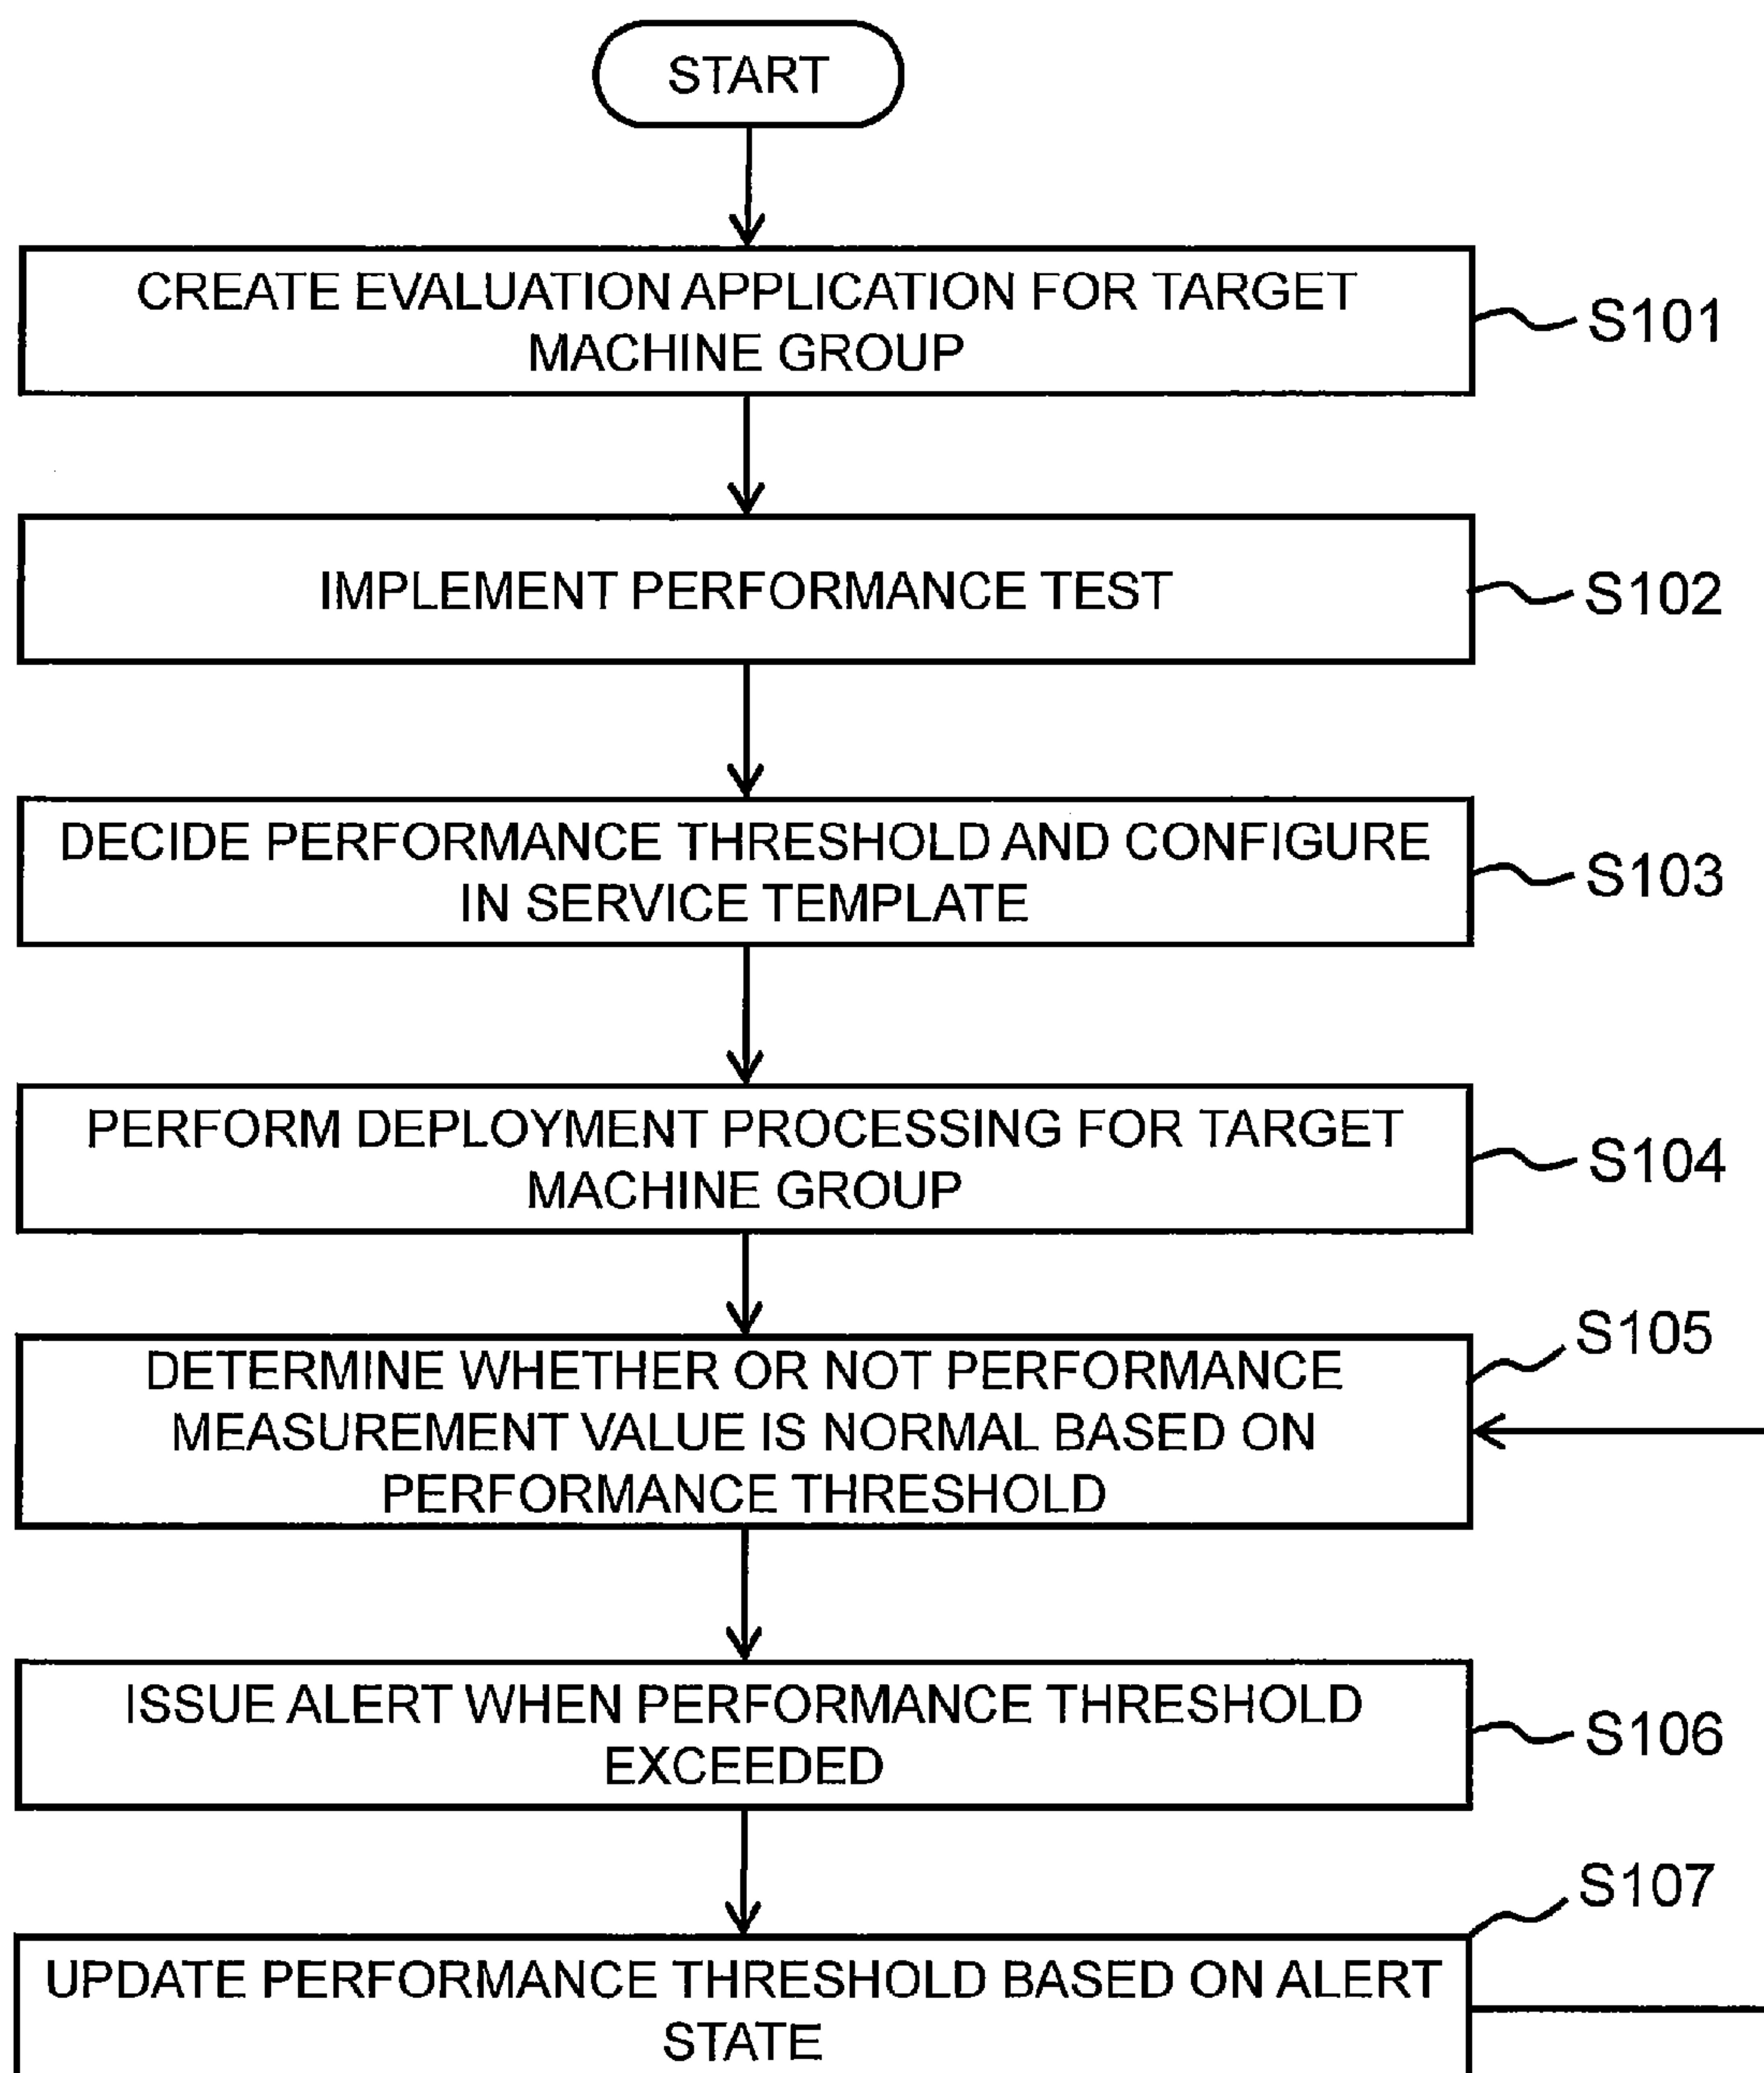 START
CREATE EVALUATION APPLICATION FOR TARGET
MACHINE GROUP
S101
IMPLEMENT PERFORMANCE TEST
S102
DECIDE PERFORMANCE THRESHOLD AND CONFIGURE
IN SERVICE TEMPLATE
S103
PERFORM DEPLOYMENT PROCESSING FOR TARGET
MACHINE GROUP
S104
DETERMINE WHETHER OR NOT PERFORMANCE
MEASUREMENT VALUE IS NORMAL BASED ON
PERFORMANCE THRESHOLD
S105
ISSUE ALERT WHEN PERFORMANCE THRESHOLD
EXCEEDED
S106
UPDATE PERFORMANCE THRESHOLD BASED ON ALERT
STATE
S107